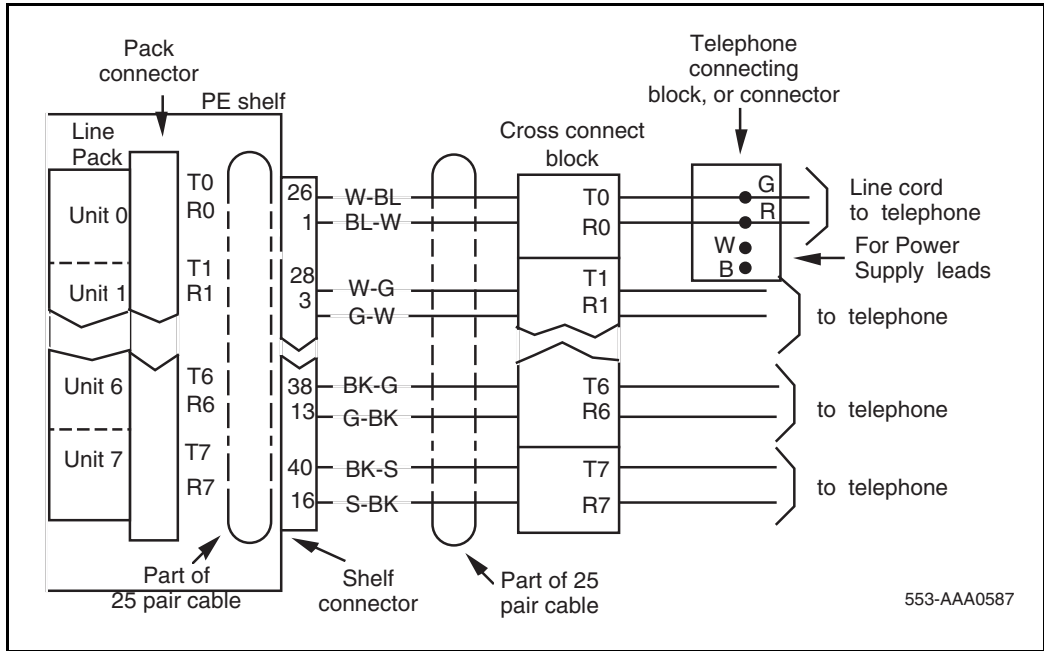 Pack
connector
Telephone
connecting
block, or connector
PE shelf
Line
Pack
Cross connect
block
Unit 0
T0
R0
26
W-BL
1
BL-W
T0
R0
G
R
W
B
Line cord
to telephone
For Power
Supply leads
Unit 1
T1
R1
28
W-G
3
G-W
T1
R1
to telephone
Unit 6
T6
R6
38
BK-G
13
G-BK
T6
R6
to telephone
Unit 7
T7
R7
40
BK-S
16
S-BK
T7
R7
to telephone
Part of
25 pair cable
Shelf
connector
Part of 25
pair cable
553-AAA0587